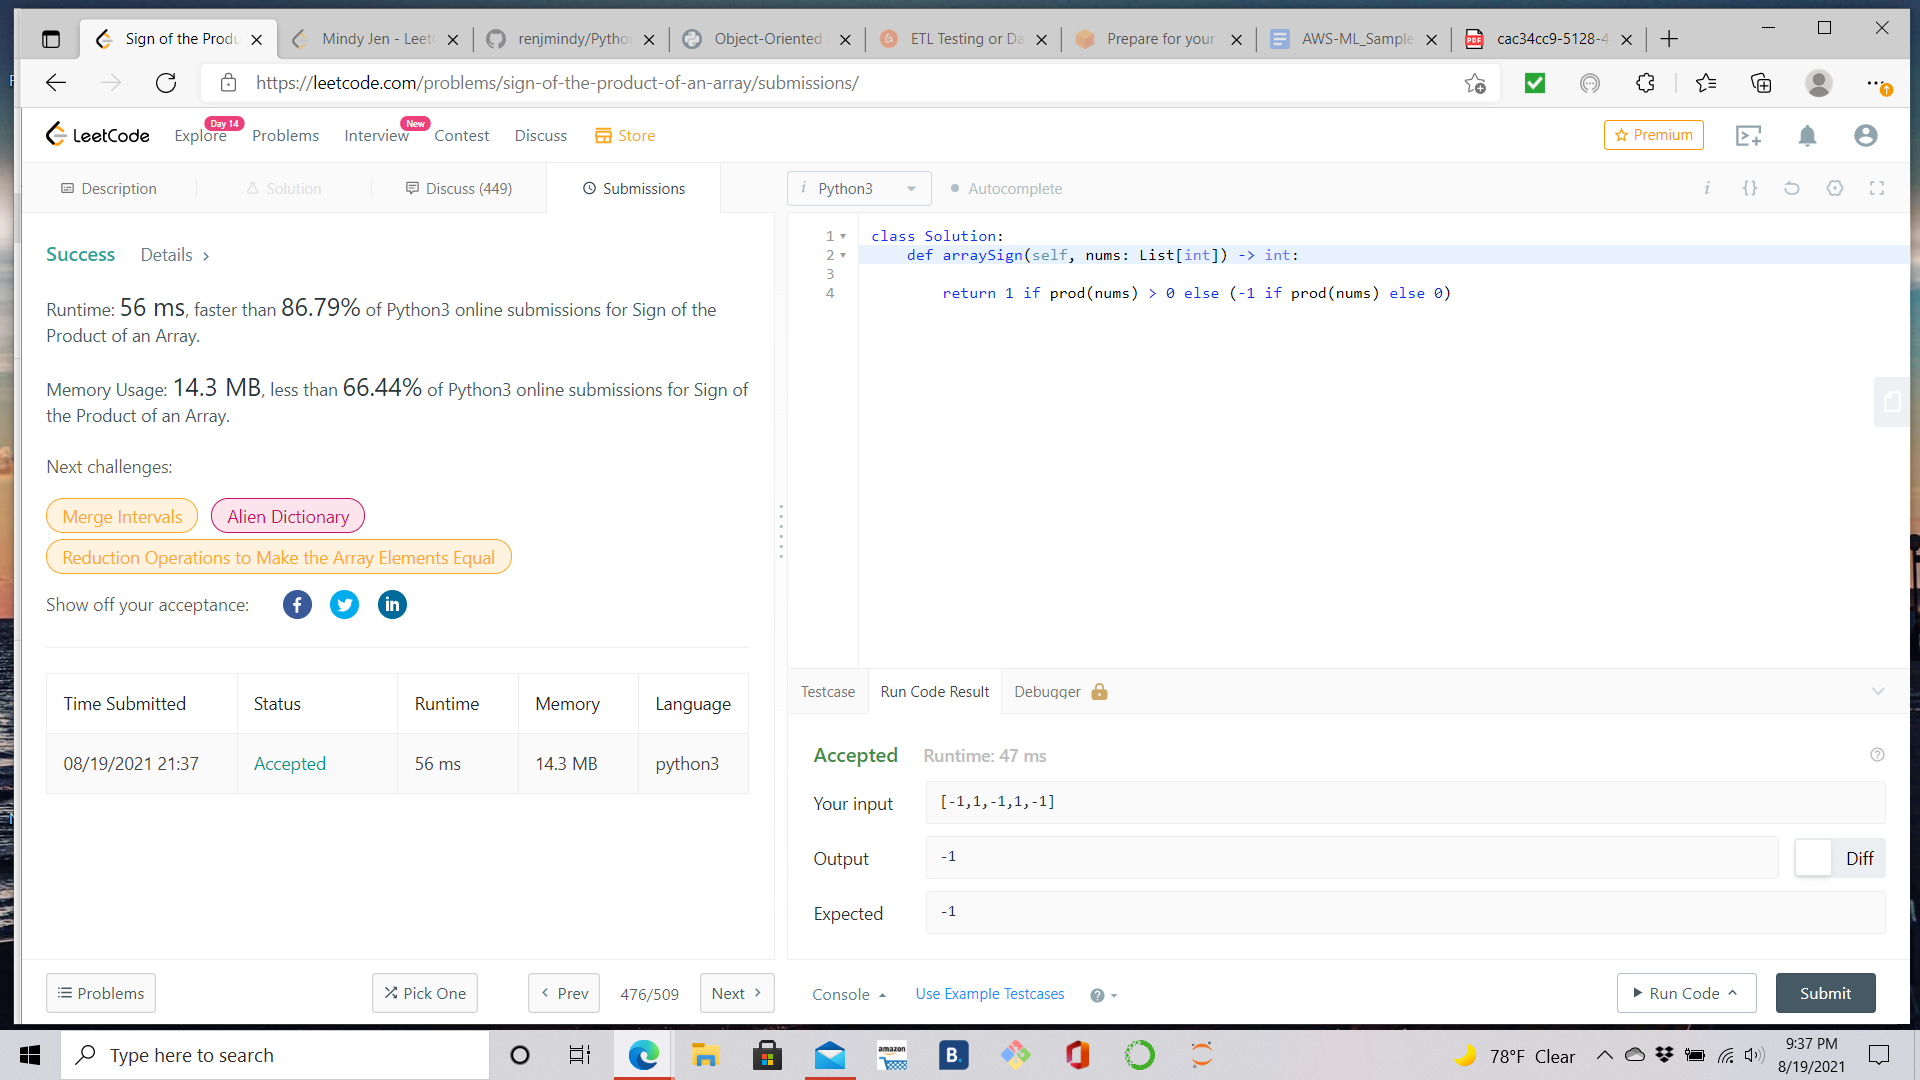 Sign of the Produ
Mindy Jen - Leet
renjmindy/Pytho
Object-Oriented
ETL Testing or Da
Prepare for your
AWS-ML_Sample
PDF
cac34cc9-5128-4
https://leetcode.com/problems/sign-of-the-product-of-an-array/submissions/
LeetCode
Explore
Day 14
Problems
Interview
New
Contest
Discuss
Store
Premium
Description
Solution
Discuss (449)
Submissions
i Python3
Autocomplete
i {}
Success
Details >
Runtime: 56 ms, faster than 86.79% of Python3 online submissions for Sign of the
Product of an Array.
Memory Usage: 14.3 MB, less than 66.44% of Python3 online submissions for Sign of
the Product of an Array.
Next challenges:
Merge Intervals
Alien Dictionary
Reduction Operations to Make the Array Elements Equal
Show off your acceptance:
f
in
Time Submitted Status Runtime Memory Language
08/19/2021 21:37 Accepted 56 ms 14.3 MB python3
1 class Solution:
2 def arraySign(self, nums: List[int]) -> int:
3
4 return 1 if prod(nums) > 0 else (-1 if prod(nums) else 0)
Testcase
Run Code Result
Debugger
Accepted
Runtime: 47 ms
Your input
[-1,1,-1,1,-1]
Output
-1
Diff
Expected
-1
Problems
Pick One
Prev
476/509
Next
Console
Use Example Testcases
Run Code
Submit
Type here to search
amazon
B.
78°F Clear
9:37 PM
8/19/2021